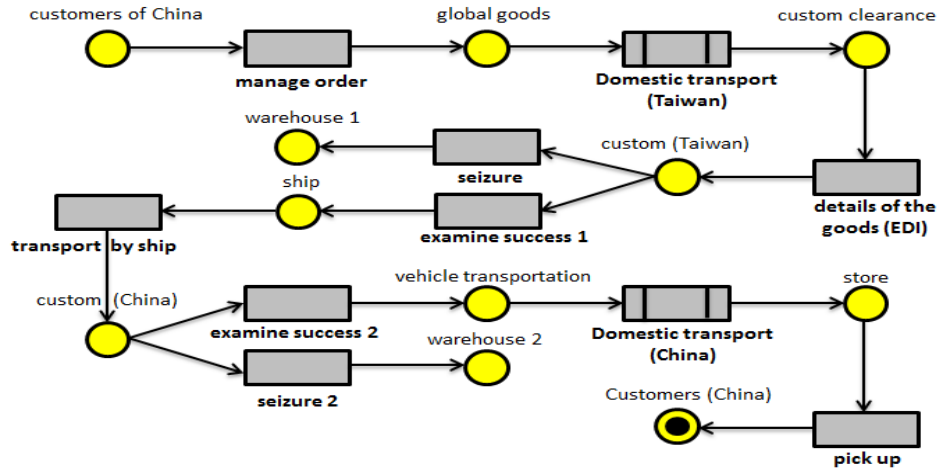 customers of China
global goods
custom clearance
manage order
Domestic transport
(Taiwan)
warehouse 1
custom (Taiwan)
seizure
details of the
goods (EDI)
ship
examine success 1
transport by ship
custom (China)
vehicle transportation
store
examine success 2
Domestic transport
(China)
warehouse 2
seizure 2
Customers (China)
pick up